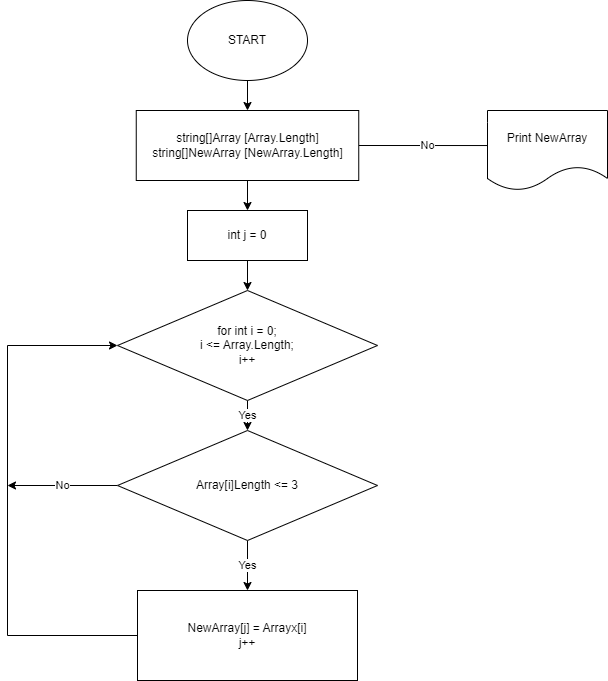 START
string[]Array [Array.Length]
string[]NewArray [NewArray.Length]
No
Print NewArray
int j = 0
for int i = 0;
i <= Array.Length;
i++
Yes
Array[i]Length <= 3
No
Yes
NewArray[j] = Arrayx[i]
j++